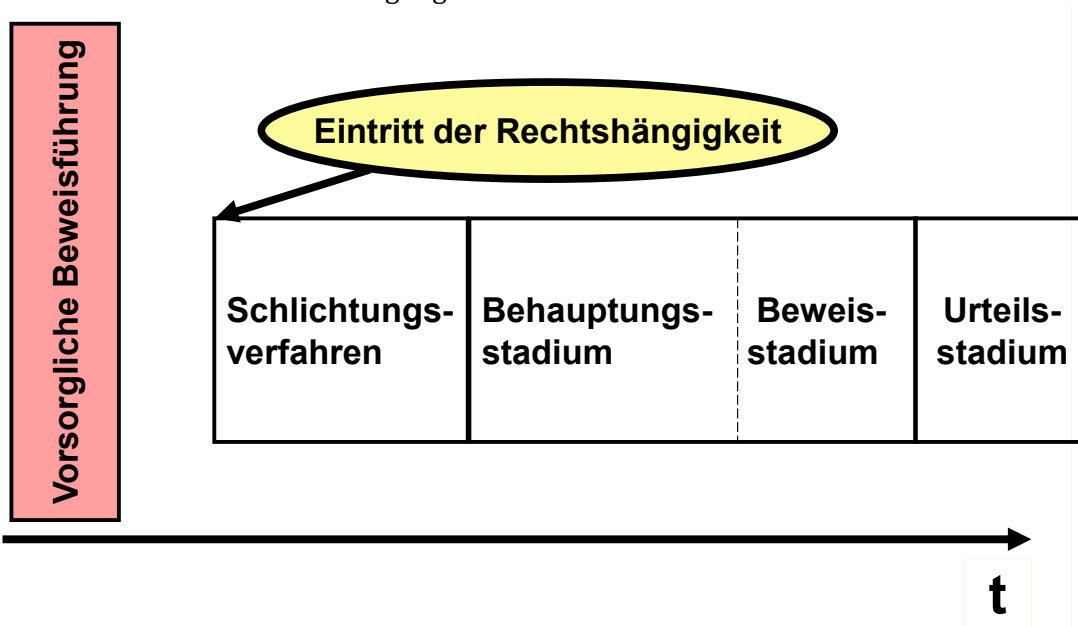 Vorsorgliche Beweisführung
Eintritt der Rechtshängigkeit
Schlichtungs-
verfahren
Behauptungs-
stadium
Beweis-
stadium
Urteils-
stadium
t